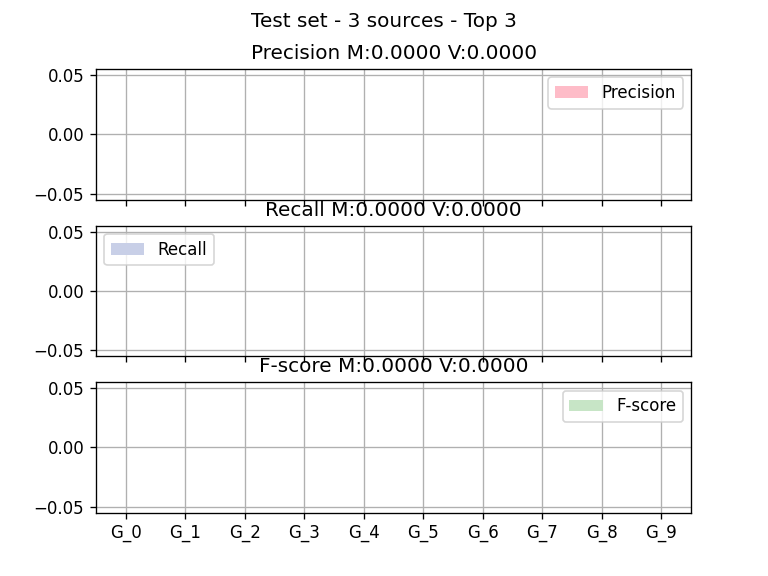 Test set - 3 sources - Top 3
Precision M:0.0000 V:0.0000
0.05
Precision
0.00
−0.05
Recall M:0.0000 V:0.0000
0.05
Recall
0.00
−0.05
F-score M:0.0000 V:0.0000
0.05
F-score
0.00
−0.05
G_0 G_1 G_2 G_3 G_4 G_5 G_6 G_7 G_8 G_9